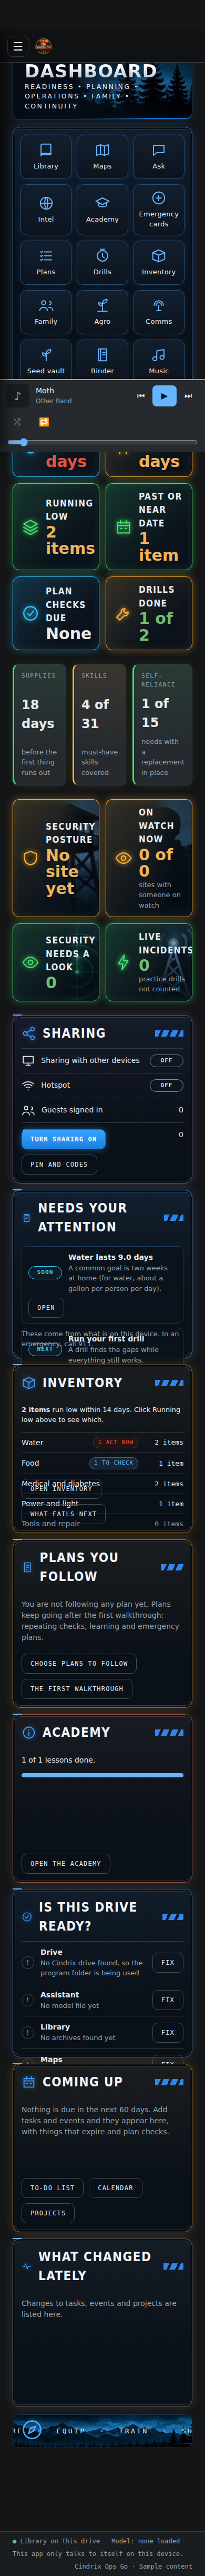 DASHBOARD
READINESS • PLANNING •
OPERATIONS • FAMILY •
CONTINUITY
Library
Maps
Ask
Intel
Academy
Emergency
cards
Plans
Drills
Inventory
Family
Agro
Comms
Seed vault
Binder
Music
Moth
Other Band
days
days
RUNNING
LOW
2
items
PAST OR
NEAR
DATE
1
item
PLAN
CHECKS
DUE
None
DRILLS
DONE
1 of
2
SUPPLIES
18
days
before the
first thing
runs out
SKILLS
4 of
31
must-have
skills
covered
SELF-
RELIANCE
1 of
15
needs with
a
replacement
in place
SECURITY
POSTURE
No
site
yet
ON
WATCH
NOW
0 of
0
sites with
someone on
watch
SECURITY
NEEDS A
LOOK
0
LIVE
INCIDENTS
0
practice drills
not counted
SHARING
Sharing with other devices OFF
Hotspot OFF
Guests signed in 0
TURN SHARING ON 0
PIN AND CODES
NEEDS YOUR
ATTENTION
SOON
Water lasts 9.0 days
A common goal is two weeks
at home (for water, about a
gallon per person per day).
OPEN
These come from what is on this device. In an
emergency, call 911.
NEXT
Run your first drill
A drill finds the gaps while
everything still works.
INVENTORY
2 items run low within 14 days. Click Running
low above to see which.
Water 1 ACT NOW 2 items
Food 1 TO CHECK 1 item
Medical and diabetes 2 items
OPEN INVENTORY
Power and light 1 item
WHAT FAILS NEXT
Tools and repair 0 items
PLANS YOU
FOLLOW
You are not following any plan yet. Plans
keep going after the first walkthrough:
repeating checks, learning and emergency
plans.
CHOOSE PLANS TO FOLLOW
THE FIRST WALKTHROUGH
ACADEMY
1 of 1 lessons done.
OPEN THE ACADEMY
IS THIS DRIVE
READY?
Drive
No Cindrix drive found, so the
program folder is being used
FIX
Assistant
No model file yet
FIX
Library
No archives found yet
FIX
Maps
FIX
COMING UP
Nothing is due in the next 60 days. Add
tasks and events and they appear here,
with things that expire and plan checks.
TO-DO LIST
CALENDAR
PROJECTS
WHAT CHANGED
LATELY
Changes to tasks, events and projects are
listed here.
EQUIP • TRAIN
Library on this drive Model: none loaded
This app only talks to itself on this device.
Cindrix Ops Go · Sample content